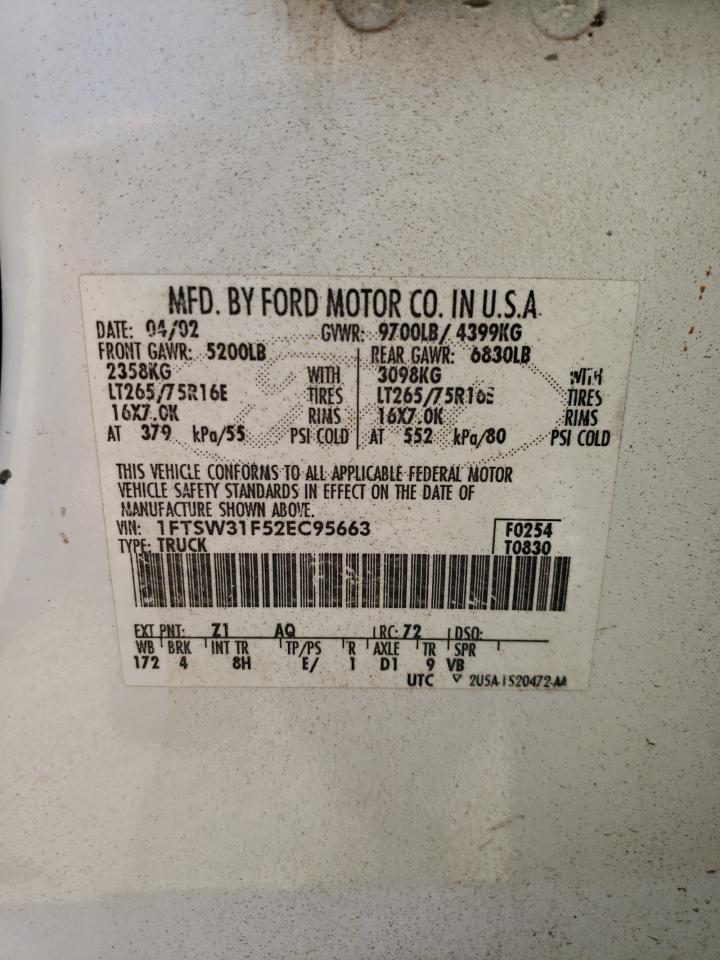 MFD. BY FORD MOTOR CO. IN U.S.A.
DATE: 04/02 GVWR: 9700LB/ 4399KG
FRONT GAWR: 5200LB REAR GAWR: 6830LB
2358KG WITH 3098KG WITH
LT265/75R16E TIRES LT265/75R16E TIRES
16X7.0K RIMS 16X7.0K RIMS
AT 379 kPa/55 PSI COLD AT 552 kPa/80 PSI COLD
THIS VEHICLE CONFORMS TO ALL APPLICABLE FEDERAL MOTOR
VEHICLE SAFETY STANDARDS IN EFFECT ON THE DATE OF
MANUFACTURE SHOWN ABOVE.
VIN: 1FTSW31F52EC95663 F0254
TYPE: TRUCK T0830
EXT PNT: Z1 AQ RC: 72 DSO:
WB BRK INT TR TP/PS R AXLE TR SPR
172 4 8H E/ 1 D1 9 VB
UTC ▽ 2U5A-1520472-AA